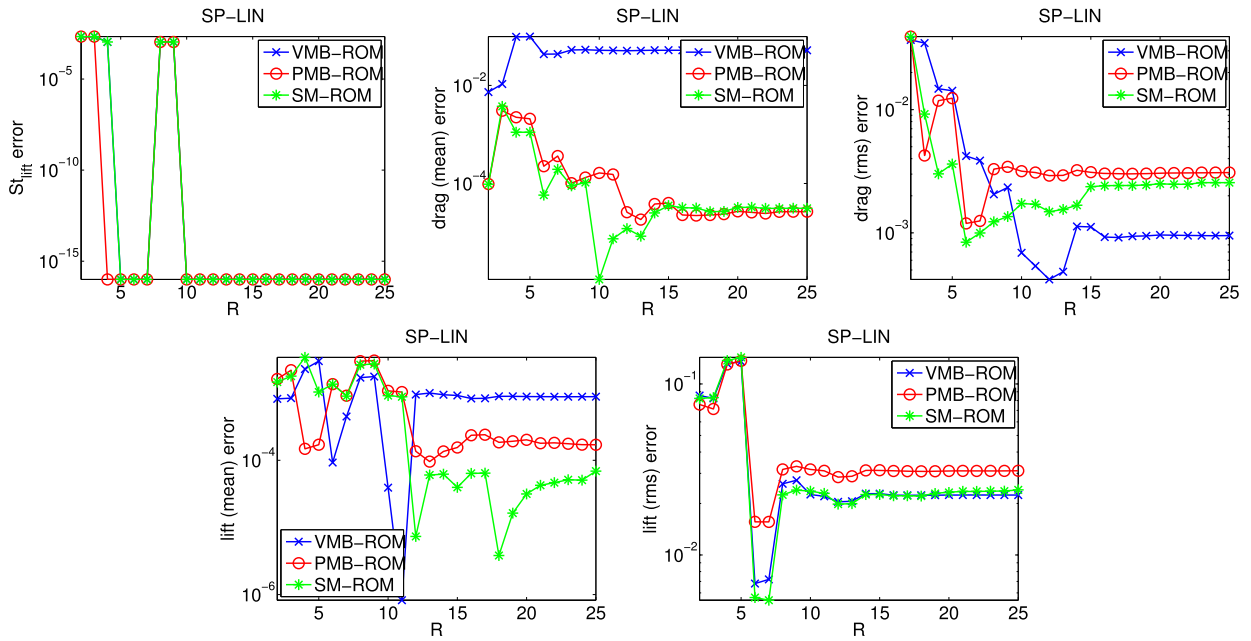 SP−LIN
St_lift error
10^−5
10^−10
10^−15
VMB−ROM
PMB−ROM
SM−ROM
5 10 15 20 25
R
SP−LIN
drag (mean) error
10^−2
10^−4
VMB−ROM
PMB−ROM
SM−ROM
5 10 15 20 25
R
SP−LIN
drag (rms) error
10^−2
10^−3
VMB−ROM
PMB−ROM
SM−ROM
5 10 15 20 25
R
SP−LIN
lift (mean) error
10^−4
10^−6
VMB−ROM
PMB−ROM
SM−ROM
5 10 15 20 25
R
SP−LIN
lift (rms) error
10^−1
10^−2
VMB−ROM
PMB−ROM
SM−ROM
5 10 15 20 25
R